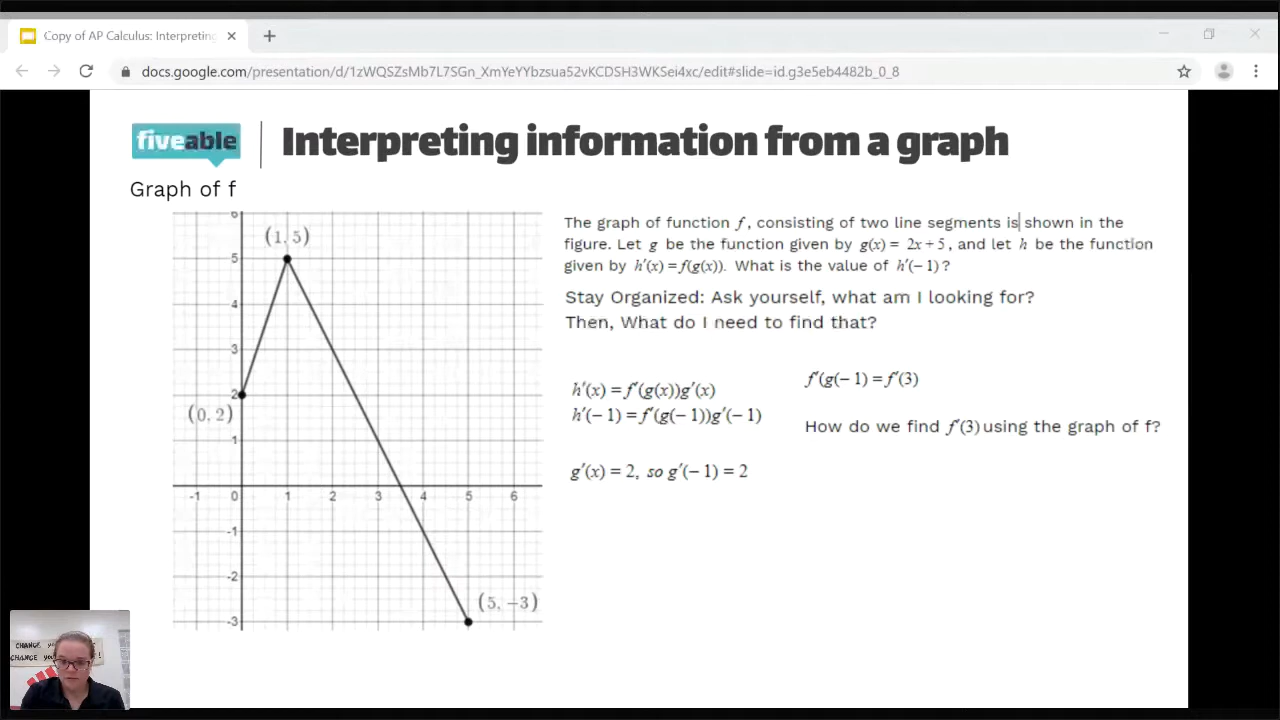 Copy of AP Calculus: Interpreting
docs.google.com/presentation/d/1zWQSZsMb7L7SGn_XmYeYYbzsua52vKCDSH3WKSei4xc/edit#slide=id.g3e5eb4482b_0_8
fiveable
Interpreting information from a graph
Graph of f
The graph of function f, consisting of two line segments is shown in the
figure. Let g be the function given by g(x) = 2x+5, and let h be the function
given by h′(x) = f(g(x)). What is the value of h′(−1)?
Stay Organized: Ask yourself, what am I looking for?
Then, What do I need to find that?
h′(x) = f′(g(x))g′(x)
h′(−1) = f′(g(−1))g′(−1)
g′(x) = 2, so g′(−1) = 2
f′(g(−1) = f′(3)
How do we find f′(3) using the graph of f?
6
(1, 5)
5
4
3
2
(0, 2)
1
-1 0 1 2 3 4 5 6
-1
-2
(5, −3)
-3
CHANGE
CHANGE